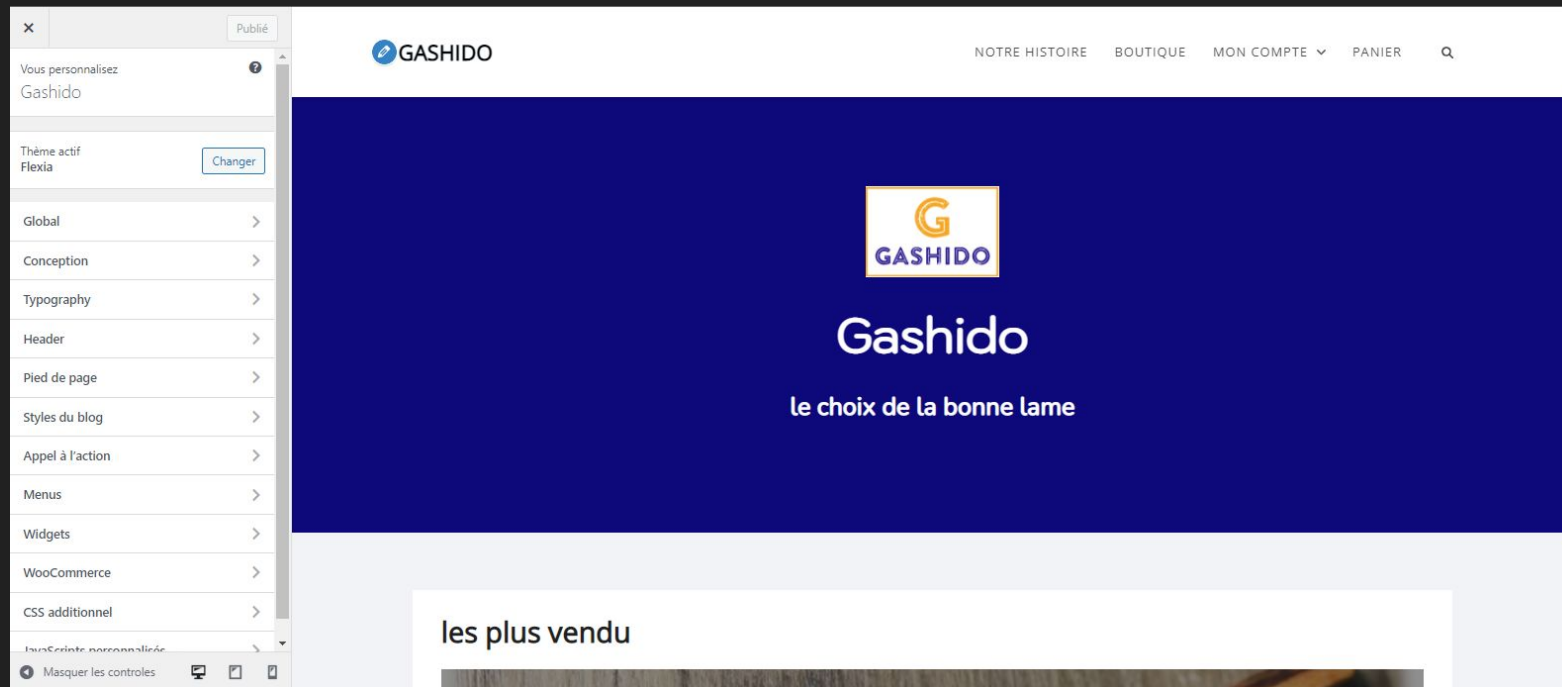 Publié
Vous personnalisez
Gashido
Thème actif
Flexia
Changer
Global
Conception
Typography
Header
Pied de page
Styles du blog
Appel à l'action
Menus
Widgets
WooCommerce
CSS additionnel
JavaScripts personnalisés
Masquer les controles
GASHIDO
NOTRE HISTOIRE BOUTIQUE MON COMPTE PANIER
G
GASHIDO
Gashido
le choix de la bonne lame
les plus vendu